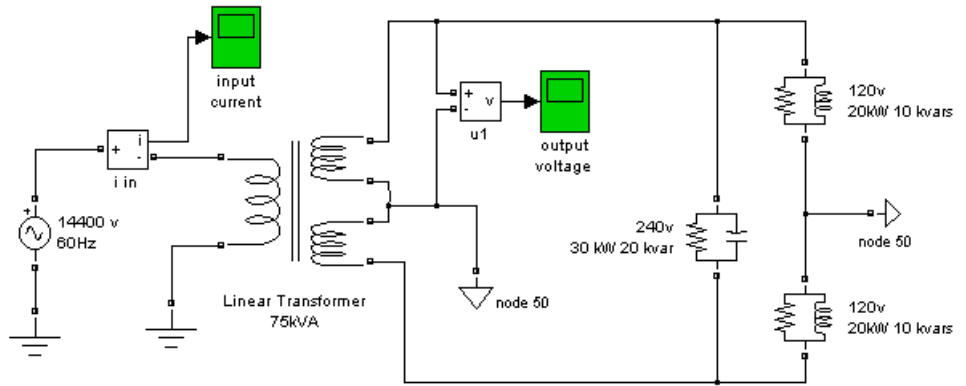 input
current
+
i
-
i in
+
14400 v
60Hz
Linear Transformer
75kVA
+
-
v
u1
output
voltage
node 50
240v
30 kW 20 kvar
120v
20kW 10 kvars
node 50
120v
20kW 10 kvars